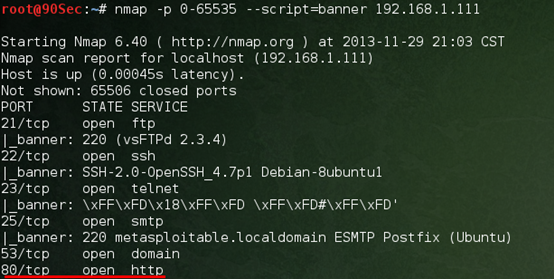 root@90Sec:~# nmap -p 0-65535 --script=banner 192.168.1.111
Starting Nmap 6.40 ( http://nmap.org ) at 2013-11-29 21:03 CST
Nmap scan report for localhost (192.168.1.111)
Host is up (0.00045s latency).
Not shown: 65506 closed ports
PORT STATE SERVICE
21/tcp open ftp
|_banner: 220 (vsFTPd 2.3.4)
22/tcp open ssh
|_banner: SSH-2.0-OpenSSH_4.7p1 Debian-8ubuntu1
23/tcp open telnet
|_banner: \xFF\xFD\x18\xFF\xFD \xFF\xFD#\xFF\xFD'
25/tcp open smtp
|_banner: 220 metasploitable.localdomain ESMTP Postfix (Ubuntu)
53/tcp open domain
80/tcp open http